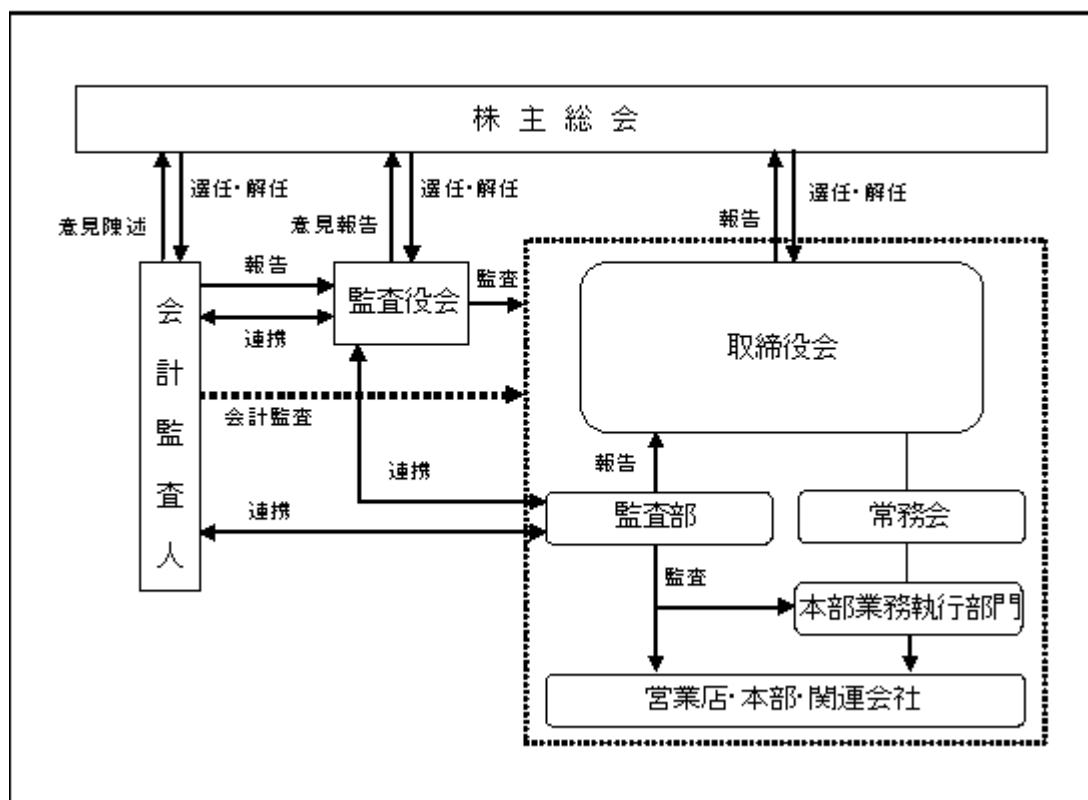 株主総会
選任・解任
選任・解任
選任・解任
意見陳述
意見報告
報告
報告
監査役会
監査
連携
取締役会
会計監査人
会計監査
報告
連携
連携
監査部
常務会
監査
本部業務執行部門
営業店・本部・関連会社